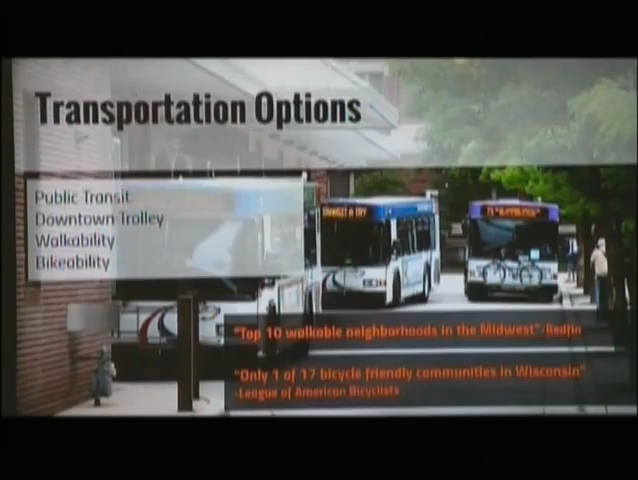 Transportation Options
Public Transit
Downtown Trolley
Walkability
Bikeability
"Top 10 walkable neighborhoods in the Midwest"-Redfin
"Only 1 of 17 bicycle friendly communities in Wisconsin"
-League of American Bicyclists